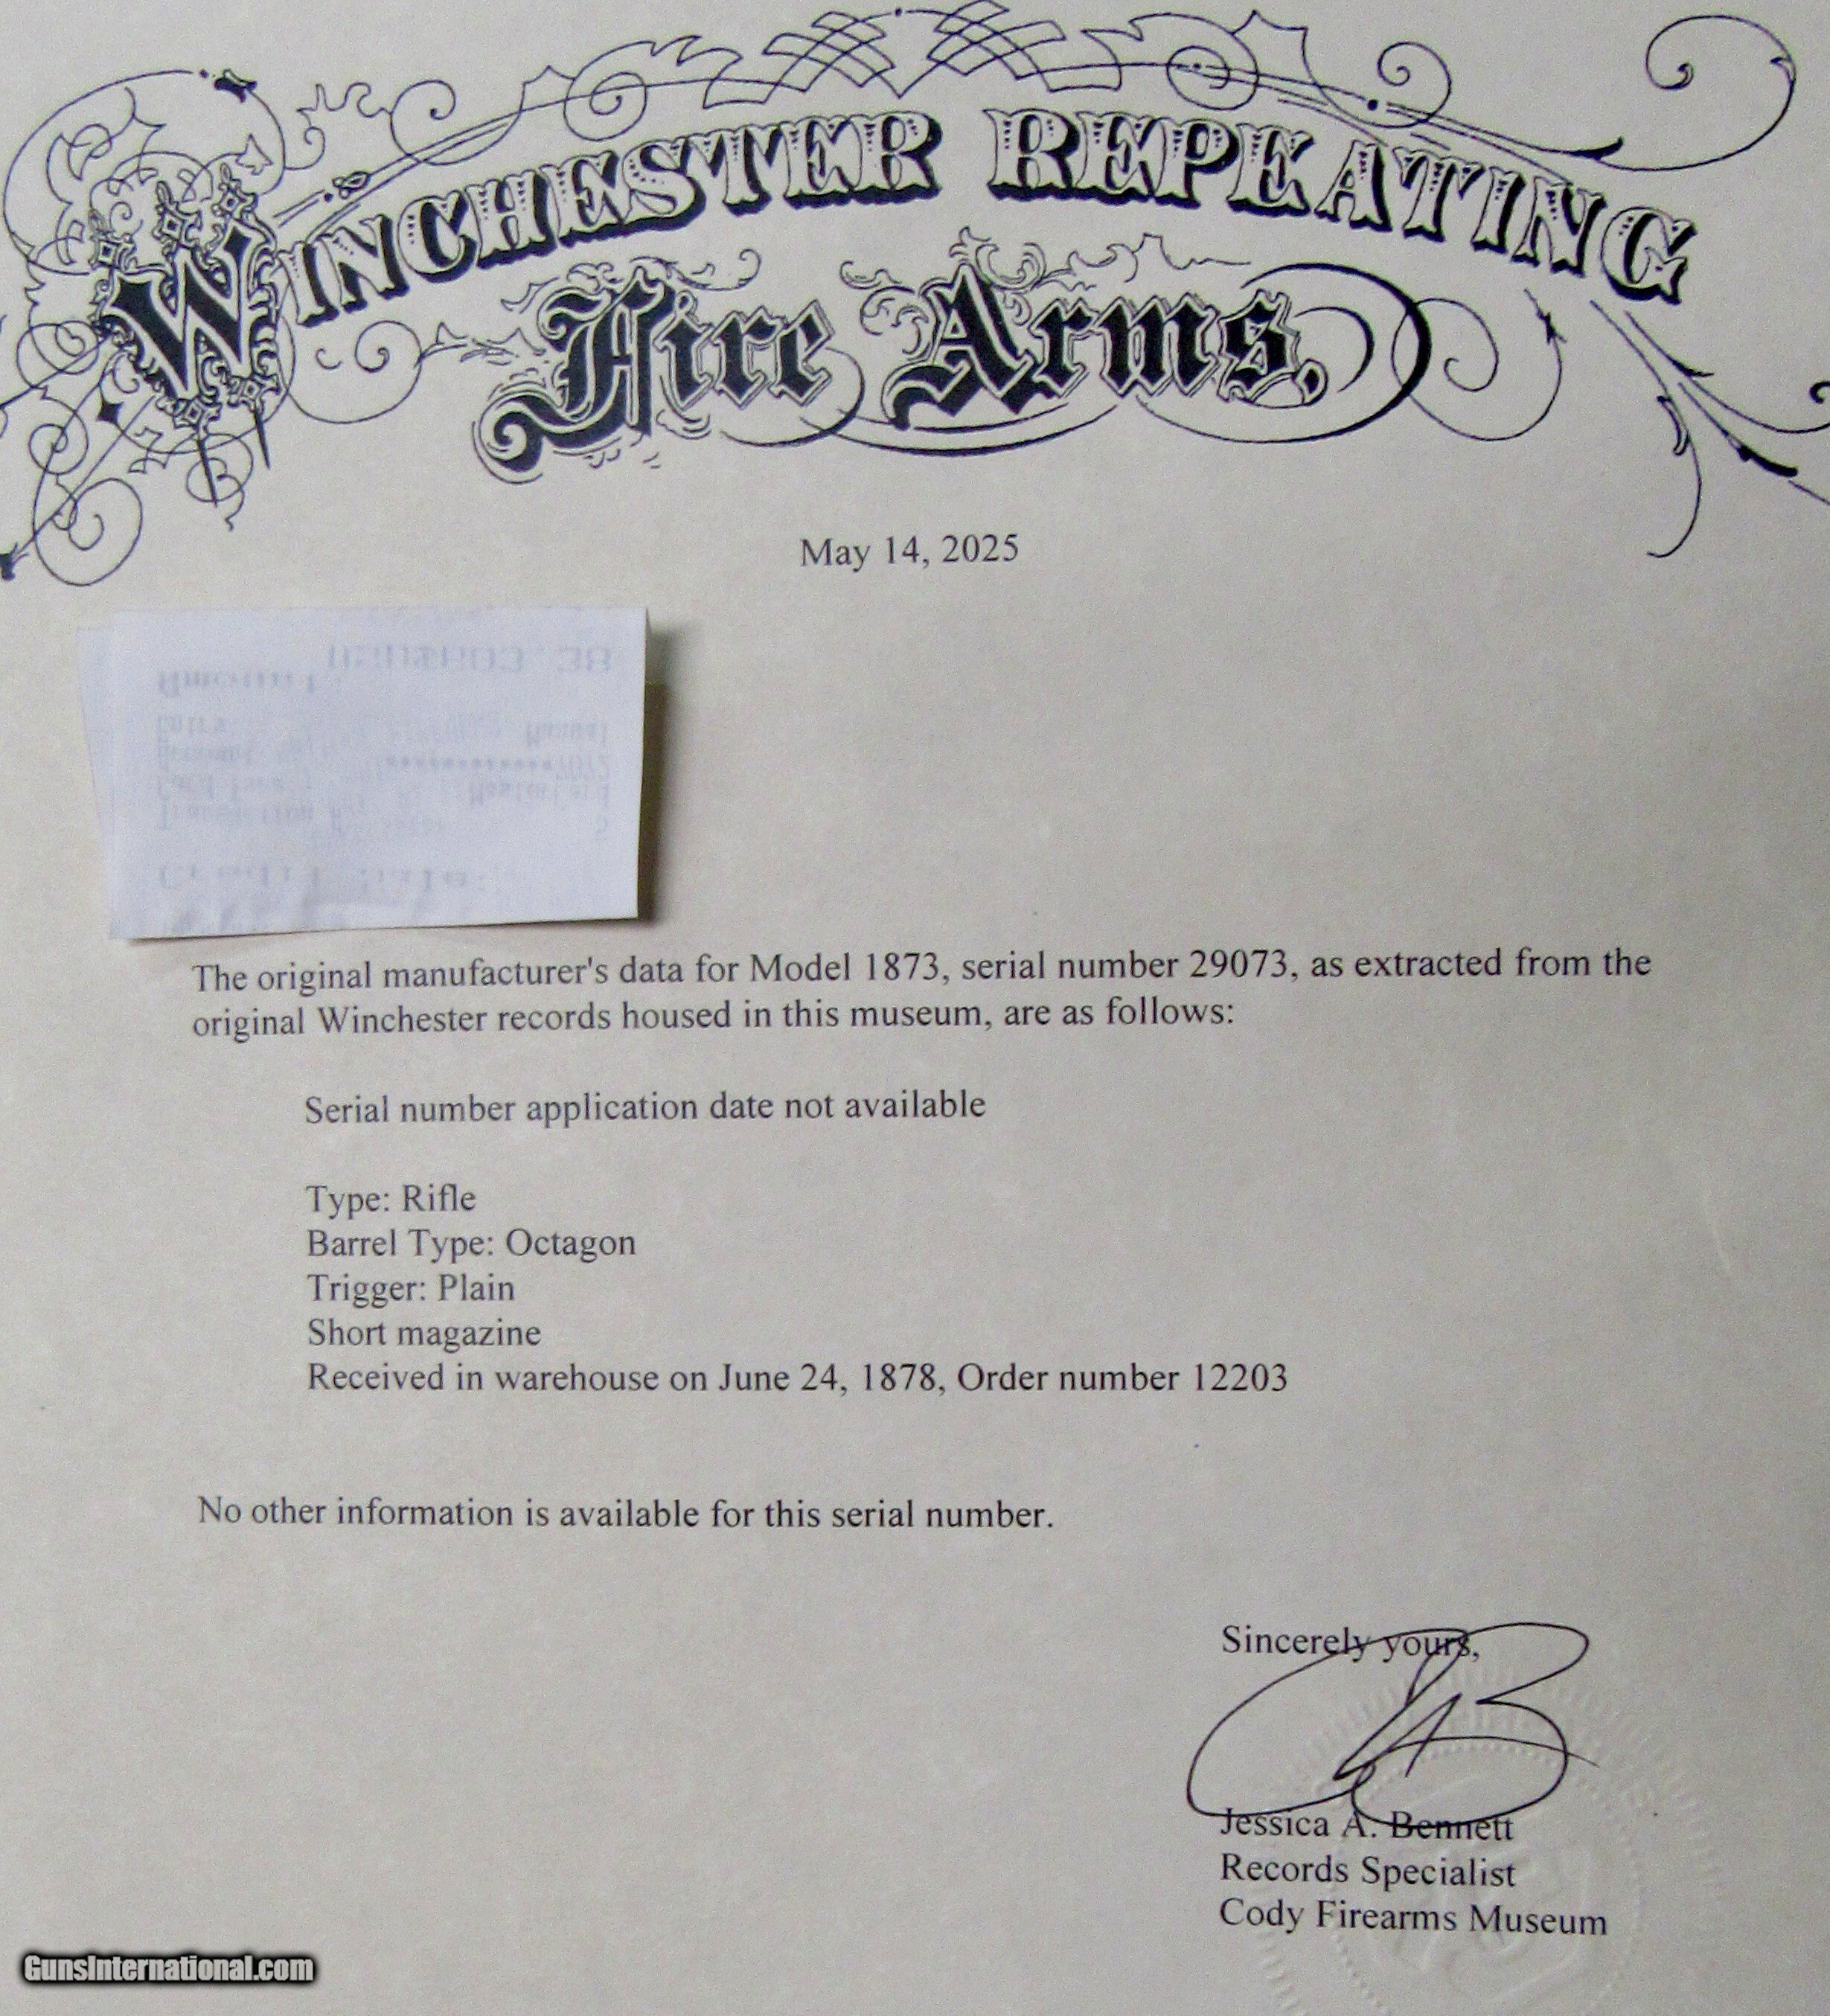 WINCHESTER REPEATING
Fire Arms.
May 14, 2025
Amount:
Entry Manual
7072
The original manufacturer's data for Model 1873, serial number 29073, as extracted from the
original Winchester records housed in this museum, are as follows:
Serial number application date not available
Type: Rifle
Barrel Type: Octagon
Trigger: Plain
Short magazine
Received in warehouse on June 24, 1878, Order number 12203
No other information is available for this serial number.
Sincerely yours,
Jessica A. Bennett
Records Specialist
Cody Firearms Museum
GunsInternational.com